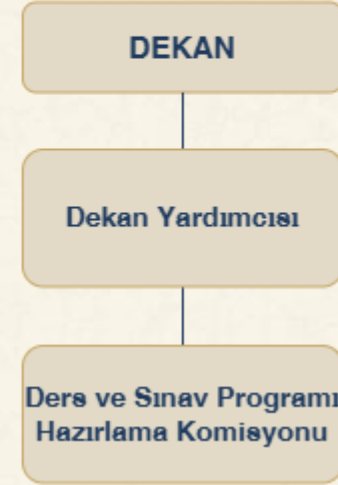 DEKAN
Dekan Yardımcısı
Ders ve Sınav Programı
Hazırlama Komisyonu